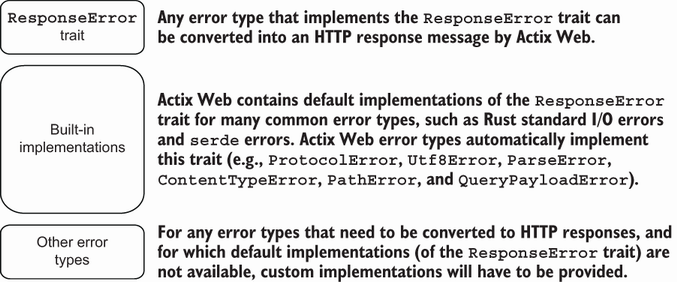 ResponseError
trait
Any error type that implements the ResponseError trait can
be converted into an HTTP response message by Actix Web.
Built-in
implementations
Actix Web contains default implementations of the ResponseError
trait for many common error types, such as Rust standard I/O errors
and serde errors. Actix Web error types automatically implement
this trait (e.g., ProtocolError, Utf8Error, ParseError,
ContentTypeError, PathError, and QueryPayloadError).
Other error
types
For any error types that need to be converted to HTTP responses, and
for which default implementations (of the ResponseError trait) are
not available, custom implementations will have to be provided.